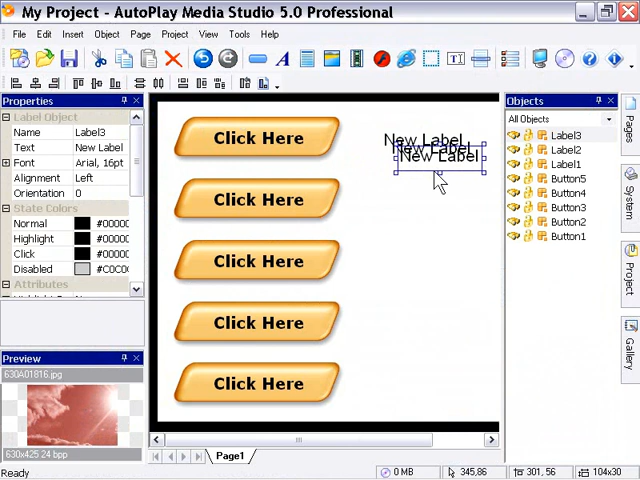 My Project - AutoPlay Media Studio 5.0 Professional
File Edit Insert Object Page Project Publish View Tools Help
Properties
Label Object
Name Label3
Text New Label
Font Arial, 16pt
Alignment Left
Orientation 0
State Colors
Normal #00000
Highlight #00000
Click #00000
Disabled #C0C0
Attributes
Preview
630A01816.jpg
630x425 24 bpp
Click Here
Click Here
Click Here
Click Here
Click Here
New Label
New Label
New Label
Page1
Objects
All Objects
Label3
Label2
Label1
Button5
Button4
Button3
Button2
Button1
Pages
System
Project
Gallery
Ready
0 MB
345,86
301, 56
104x30